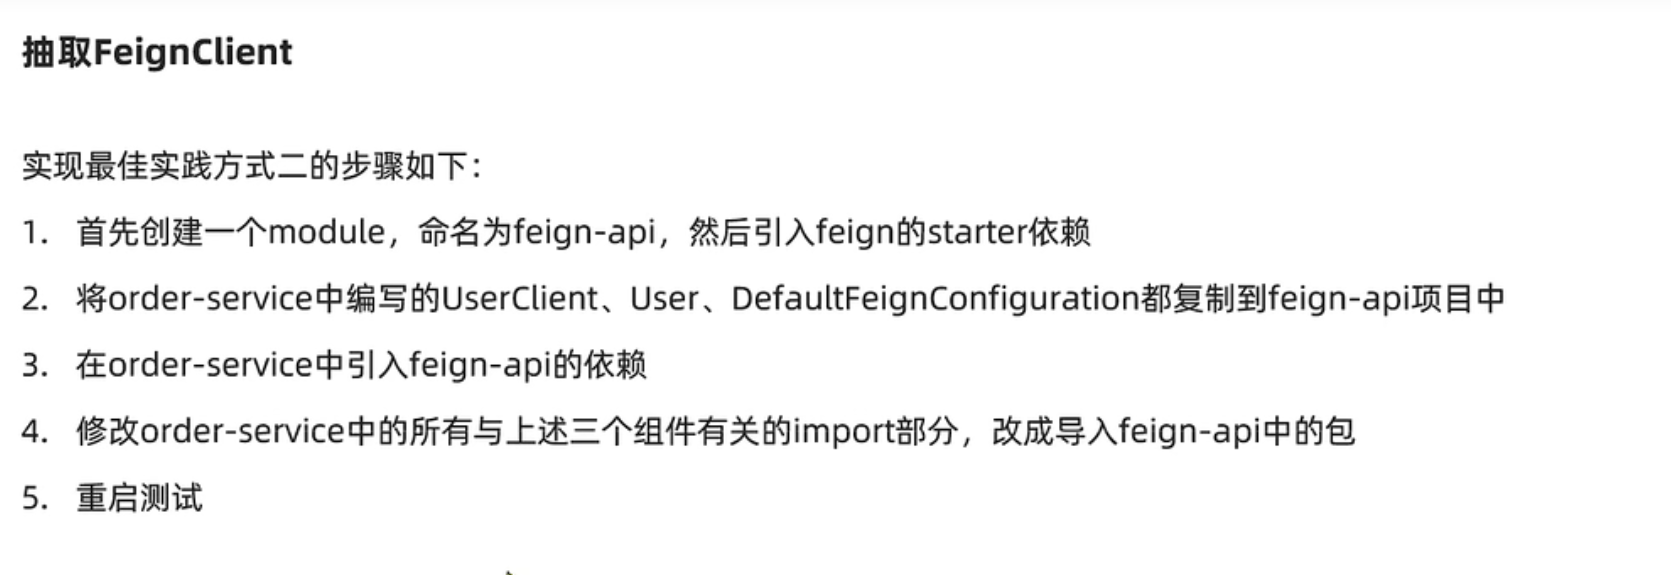 抽取FeignClient
实现最佳实践方式二的步骤如下：
1. 首先创建一个module，命名为feign-api，然后引入feign的starter依赖
2. 将order-service中编写的UserClient、User、DefaultFeignConfiguration都复制到feign-api项目中
3. 在order-service中引入feign-api的依赖
4. 修改order-service中的所有与上述三个组件有关的import部分，改成导入feign-api中的包
5. 重启测试